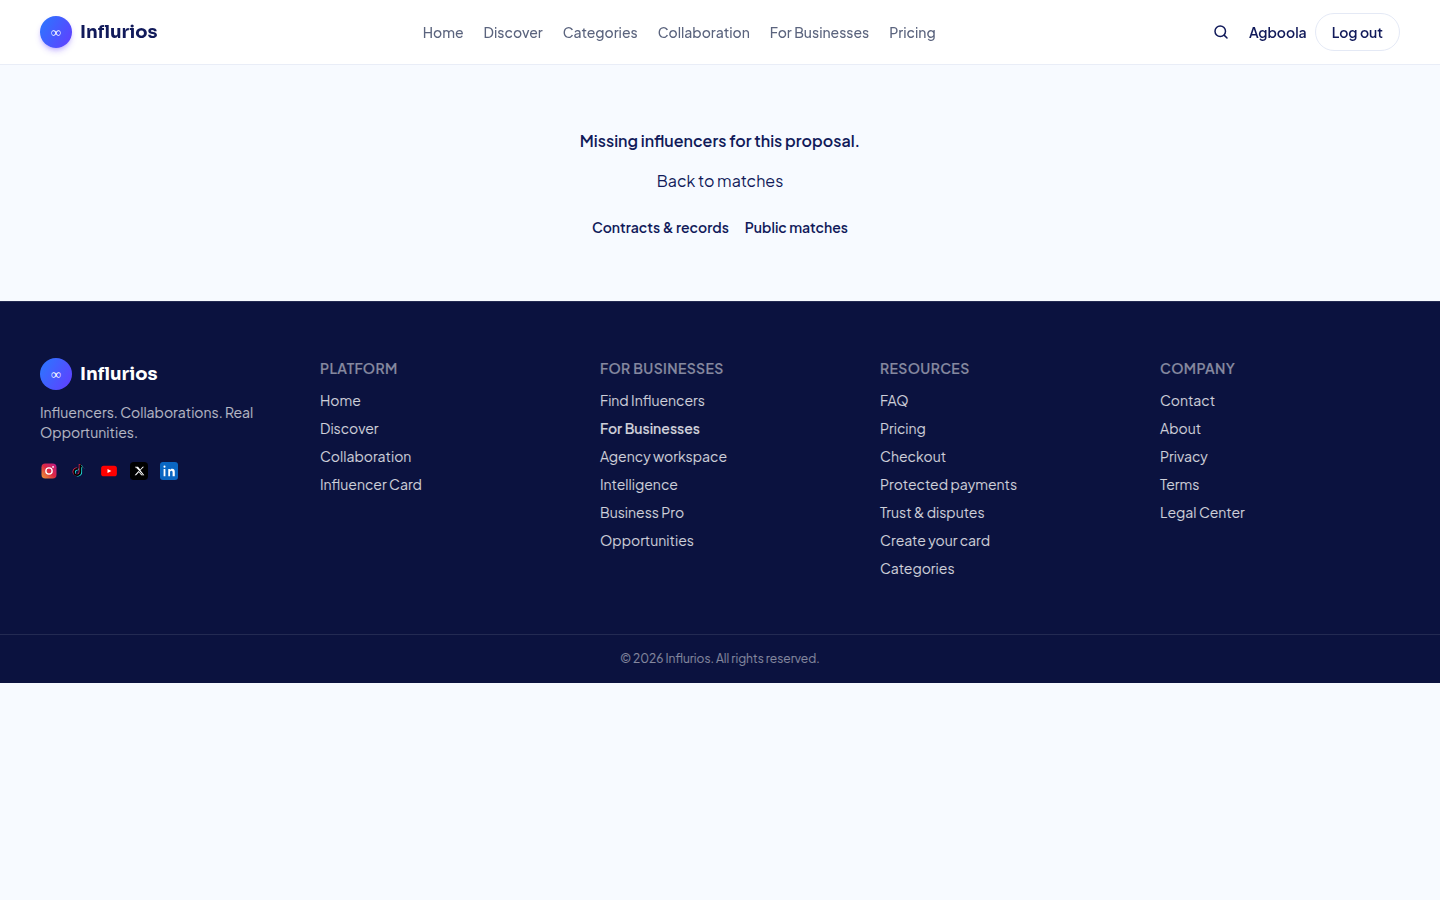 ∞ Influrios
Home Discover Categories Collaboration For Businesses Pricing
Agboola Log out
Missing influencers for this proposal.
Back to matches
Contracts & records Public matches
∞ Influrios
Influencers. Collaborations. Real
Opportunities.
PLATFORM
Home
Discover
Collaboration
Influencer Card
FOR BUSINESSES
Find Influencers
For Businesses
Agency workspace
Intelligence
Business Pro
Opportunities
RESOURCES
FAQ
Pricing
Checkout
Protected payments
Trust & disputes
Create your card
Categories
COMPANY
Contact
About
Privacy
Terms
Legal Center
© 2026 Influrios. All rights reserved.